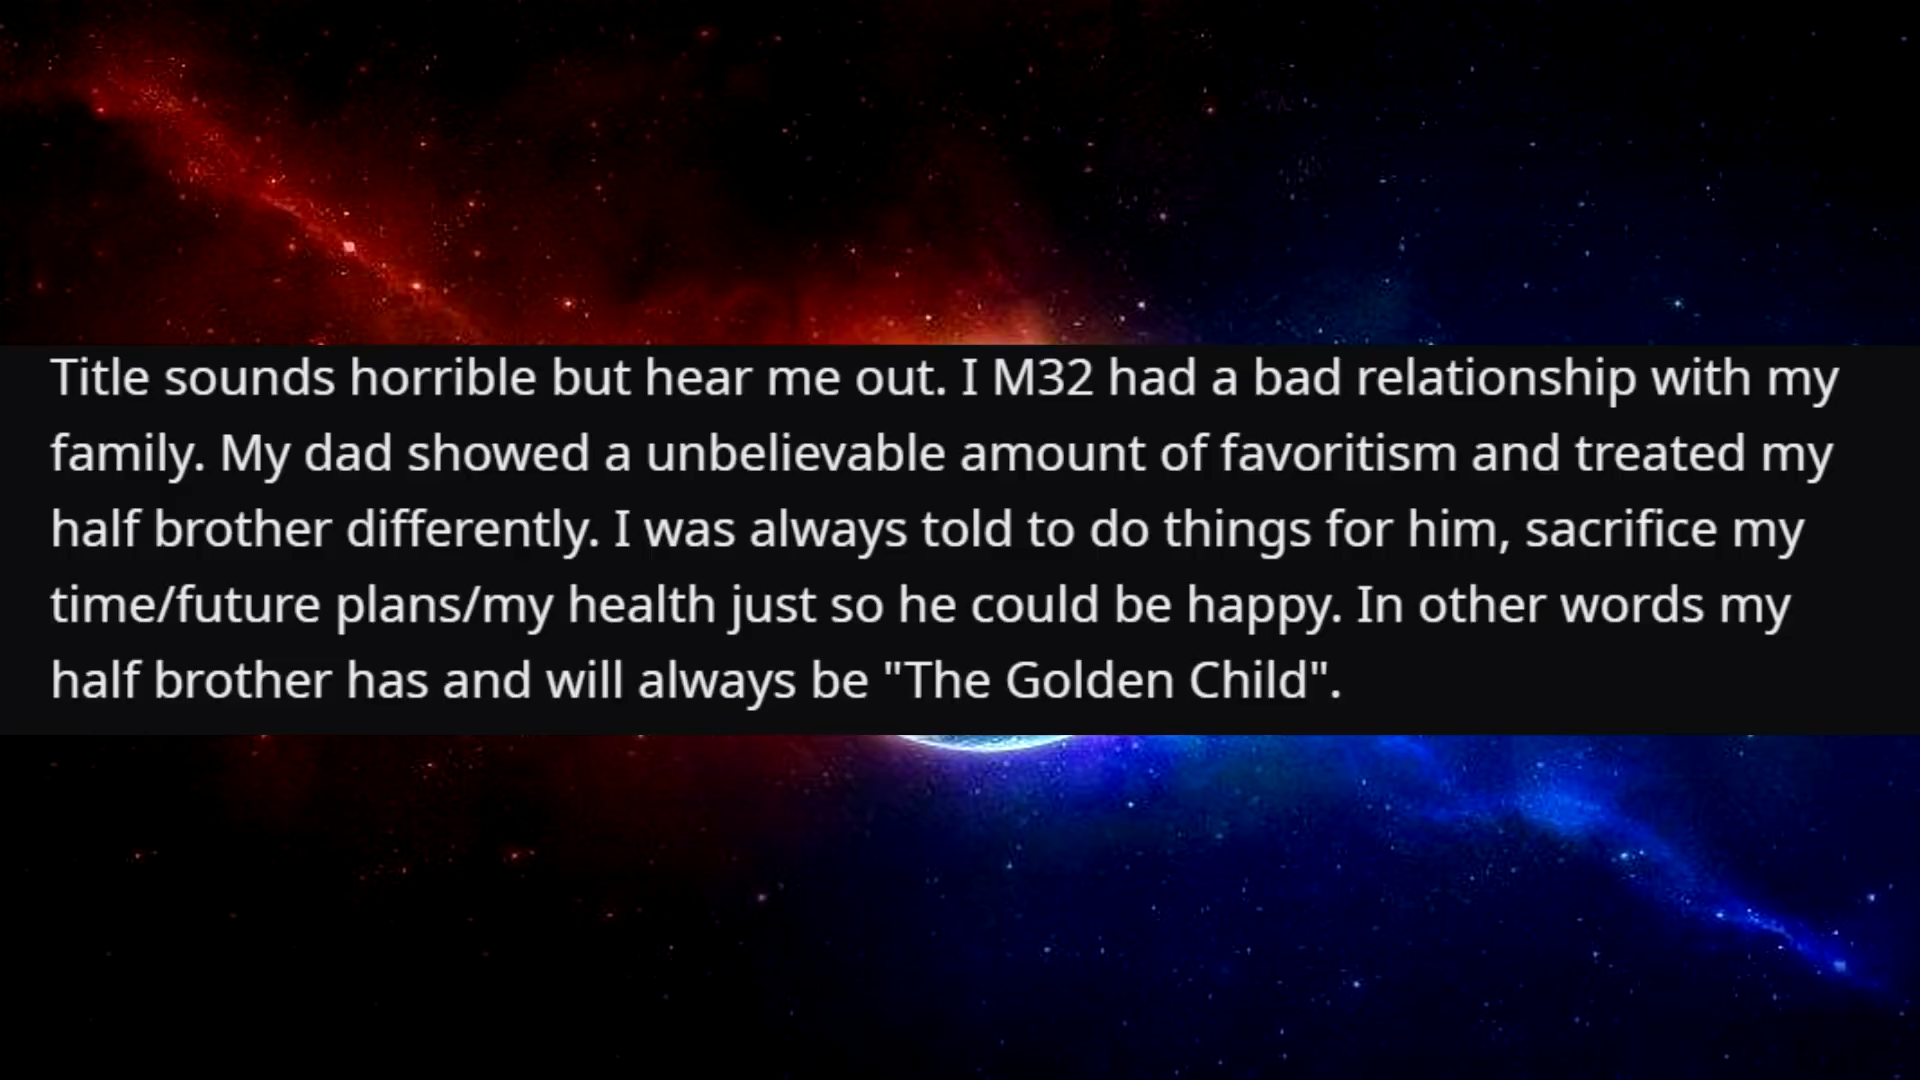 Title sounds horrible but hear me out. I M32 had a bad relationship with my
family. My dad showed a unbelievable amount of favoritism and treated my
half brother differently. I was always told to do things for him, sacrifice my
time/future plans/my health just so he could be happy. In other words my
half brother has and will always be "The Golden Child".